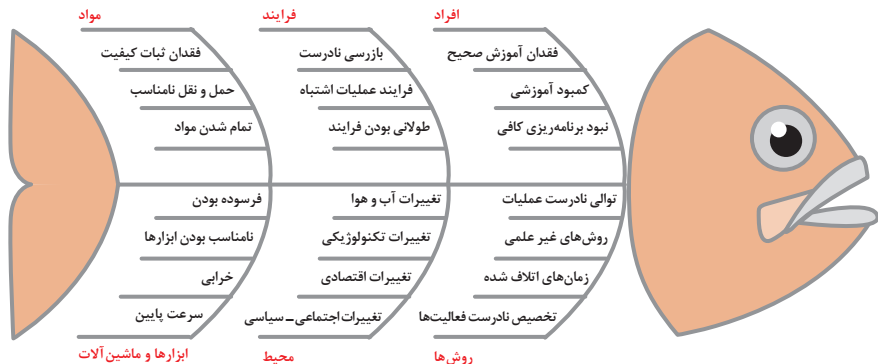 افراد
فقدان آموزش صحیح
کمبود آموزشی
نبود برنامه‌ریزی کافی
فرایند
بازرسی نادرست
فرایند عملیات اشتباه
طولانی بودن فرایند
مواد
فقدان ثبات کیفیت
حمل و نقل نامناسب
تمام شدن مواد
توالی نادرست عملیات
روش‌های غیر علمی
زمان‌های اتلاف شده
تخصیص نادرست فعالیت‌ها
روش‌ها
تغییرات آب و هوا
تغییرات تکنولوژیکی
تغییرات اقتصادی
تغییرات اجتماعی ـ سیاسی
محیط
فرسوده بودن
نامناسب بودن ابزارها
خرابی
سرعت پایین
ابزارها و ماشین‌آلات